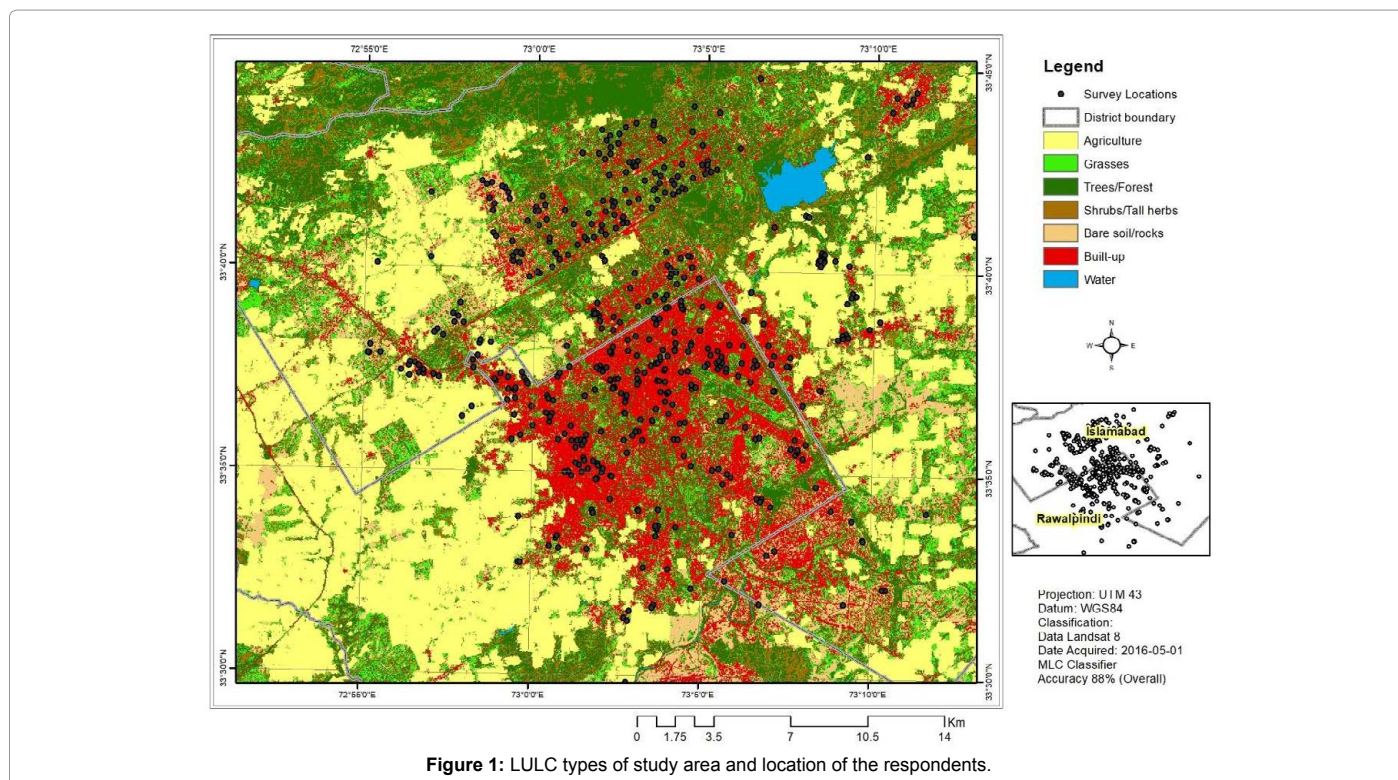 72°55'0"E 73°0'0"E 73°5'0"E 73°10'0"E
33°45'0"N
33°40'0"N 33°40'0"N
33°35'0"N 33°35'0"N
33°30'0"N 33°30'0"N
72°55'0"E 73°0'0"E 73°5'0"E 73°10'0"E
Km
0 1.75 3.5 7 10.5 14
Legend
Survey Locations
District boundary
Agriculture
Grasses
Trees/Forest
Shrubs/Tall herbs
Bare soil/rocks
Built-up
Water
N
W E
S
Islamabad
Rawalpindi
Projection: UTM 43
Datum: WGS84
Classification:
Data Landsat 8
Date Acquired: 2016-05-01
MLC Classifier
Accuracy 88% (Overall)
Figure 1: LULC types of study area and location of the respondents.